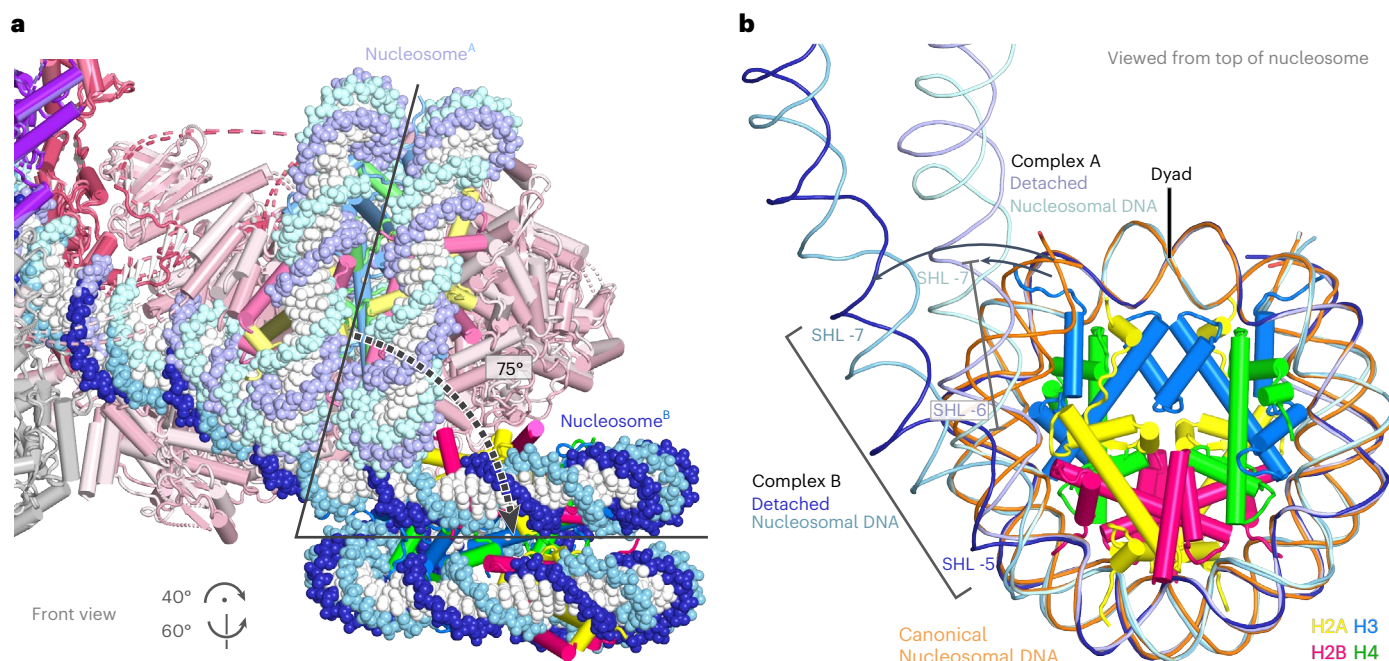 a
Nucleosome^A
75°
Nucleosome^B
Front view
40°
60°
b
Viewed from top of nucleosome
Complex A
Detached
Nucleosomal DNA
Dyad
SHL -7
SHL -7
SHL -6
Complex B
Detached
Nucleosomal DNA
SHL -5
Canonical
Nucleosomal DNA
H2A H3
H2B H4